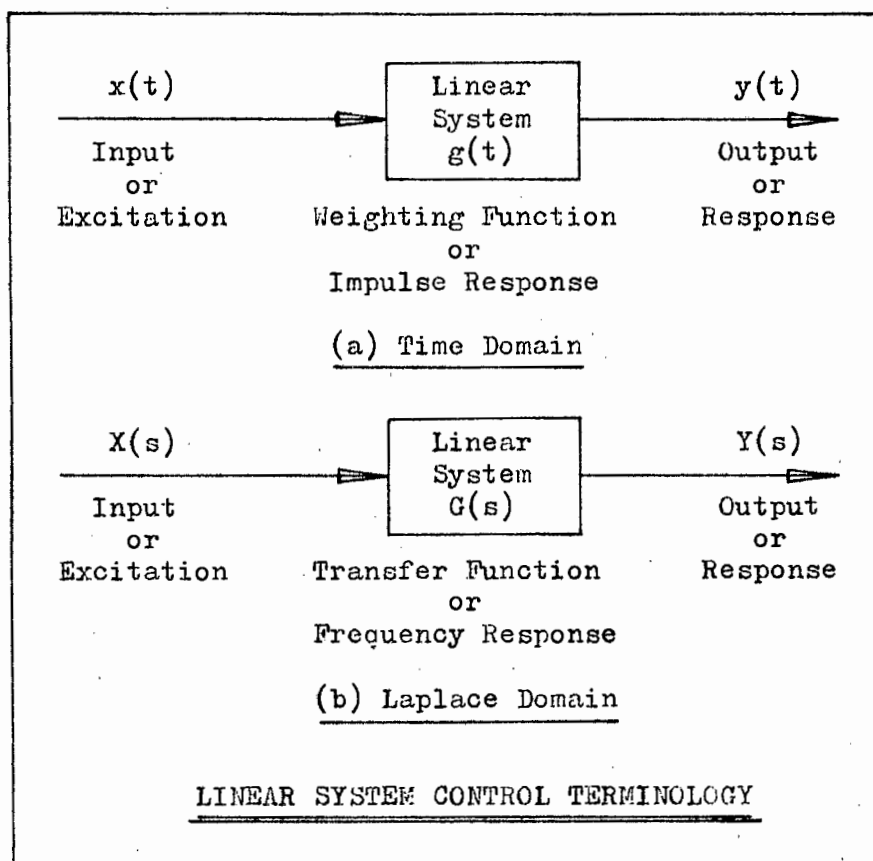 x(t)
Linear
System
g(t)
y(t)
Input
or
Excitation
Weighting Function
or
Impulse Response
Output
or
Response
(a) Time Domain
X(s)
Linear
System
G(s)
Y(s)
Input
or
Excitation
Transfer Function
or
Frequency Response
Output
or
Response
(b) Laplace Domain
LINEAR SYSTEM CONTROL TERMINOLOGY